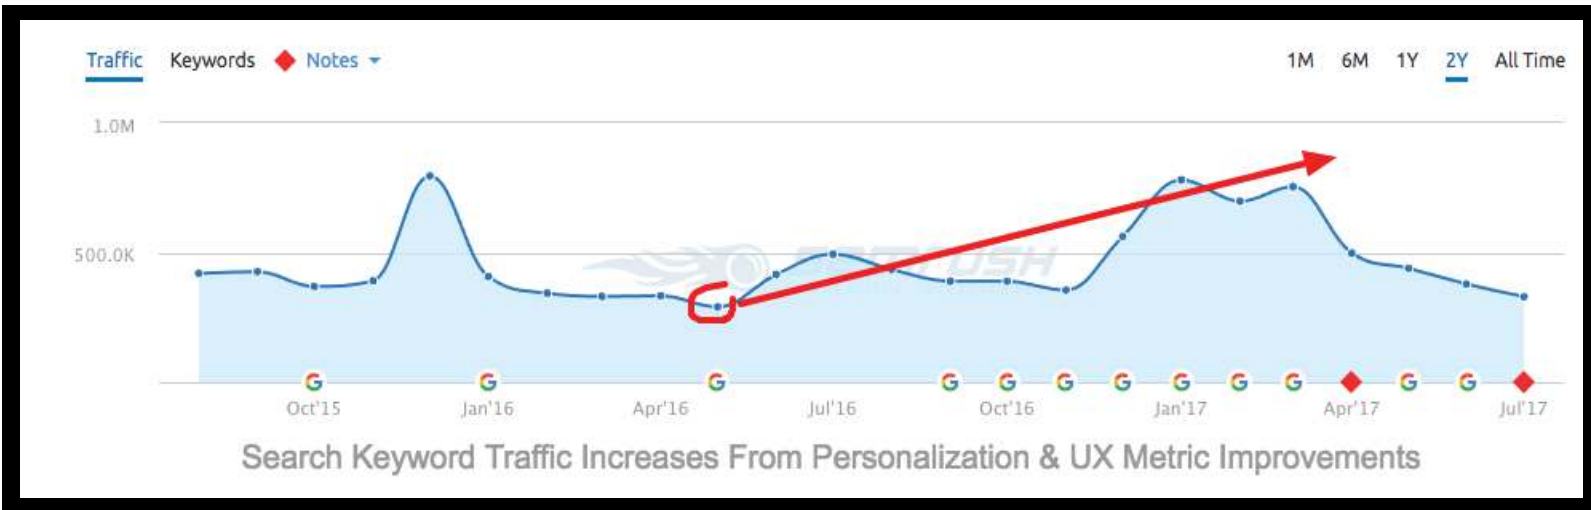 Traffic Keywords Notes 1M 6M 1Y 2Y All Time
1.0M
500.0K
Oct'15 Jan'16 Apr'16 Jul'16 Oct'16 Jan'17 Apr'17 Jul'17
Search Keyword Traffic Increases From Personalization & UX Metric Improvements